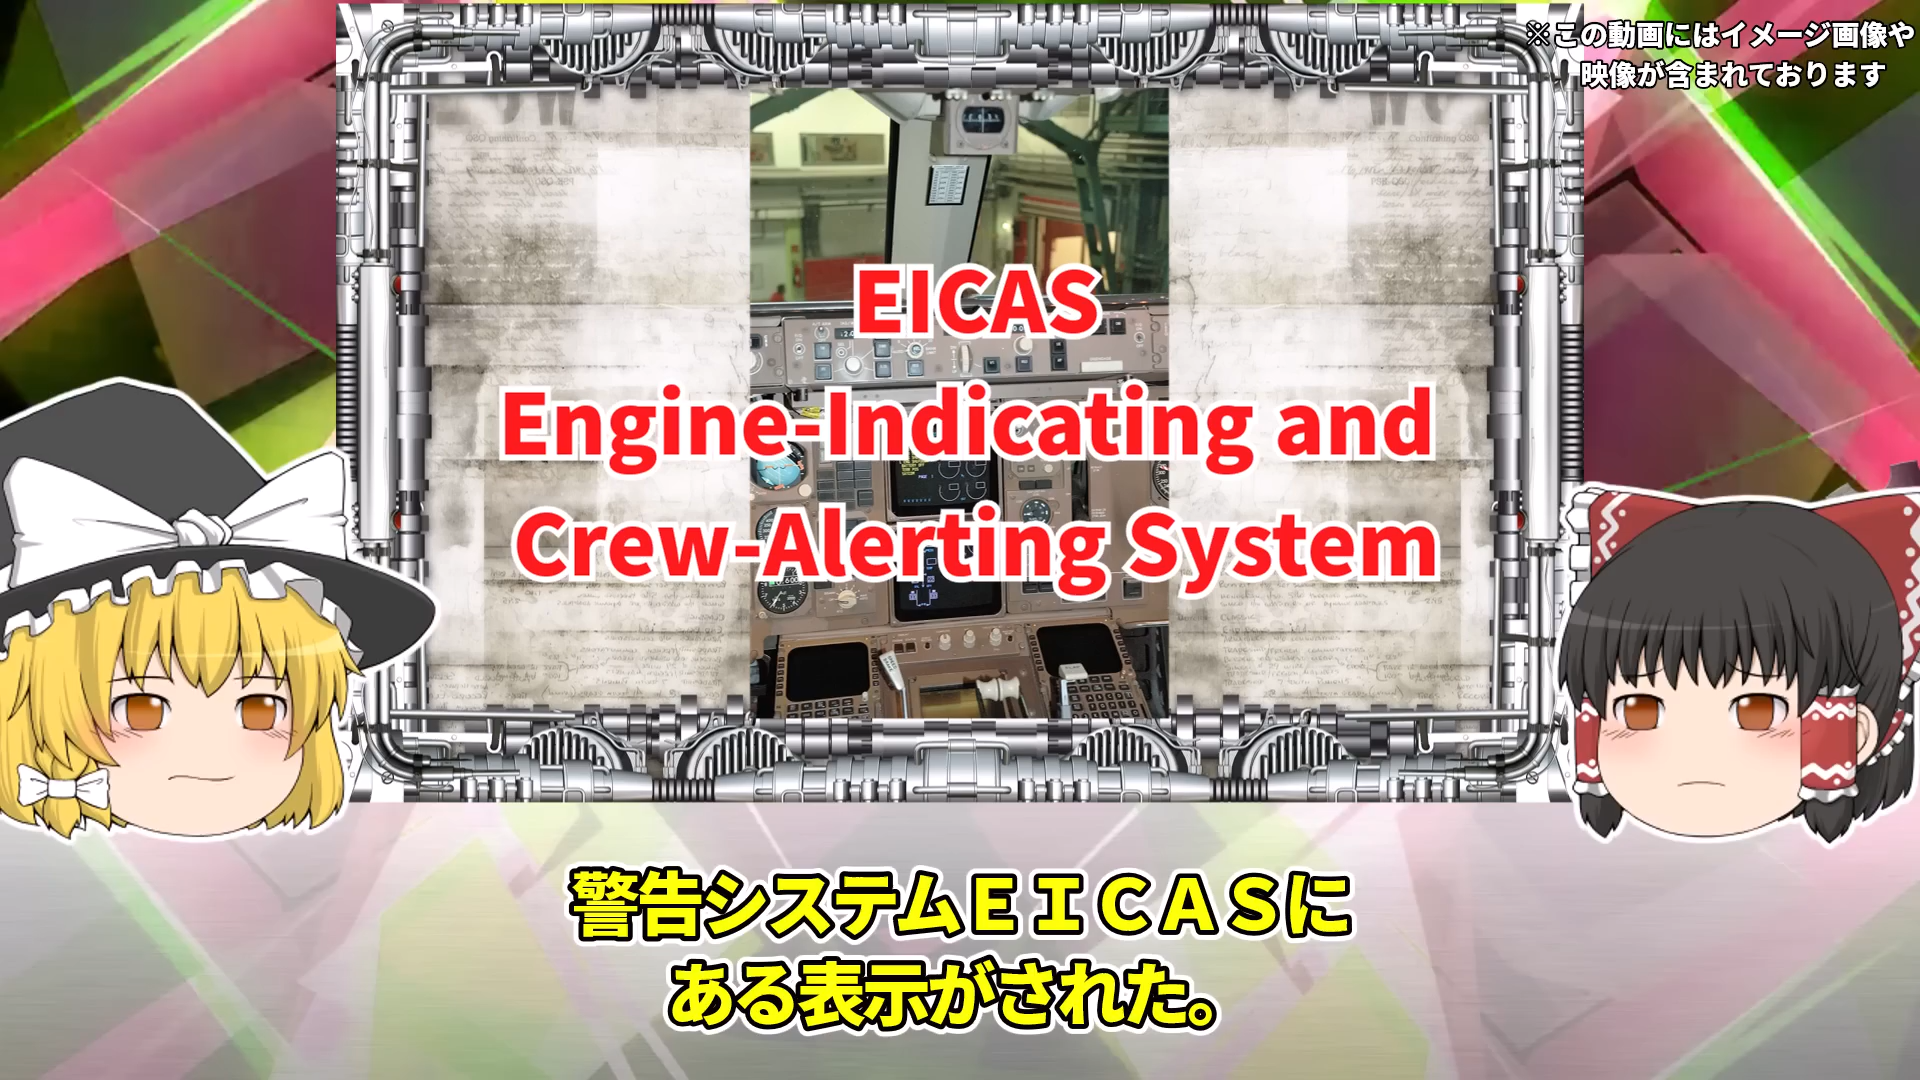 ※この動画にはイメージ画像や
映像が含まれております
EICAS
Engine-Indicating and
Crew-Alerting System
警告システムＥＩＣＡＳに
ある表示がされた。